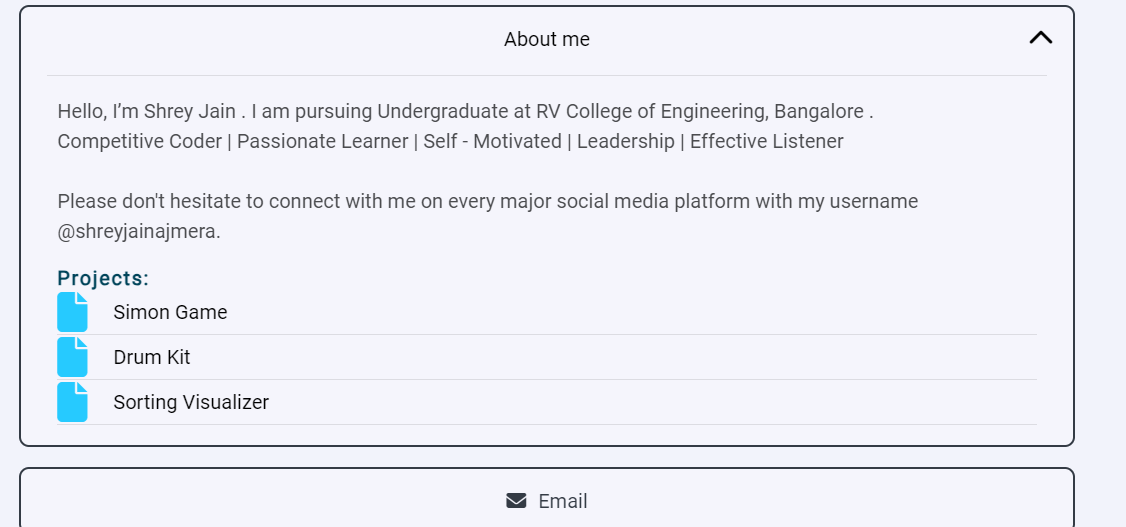 About me
Hello, I’m Shrey Jain . I am pursuing Undergraduate at RV College of Engineering, Bangalore .
Competitive Coder | Passionate Learner | Self - Motivated | Leadership | Effective Listener
Please don't hesitate to connect with me on every major social media platform with my username
@shreyjainajmera.
Projects:
Simon Game
Drum Kit
Sorting Visualizer
Email